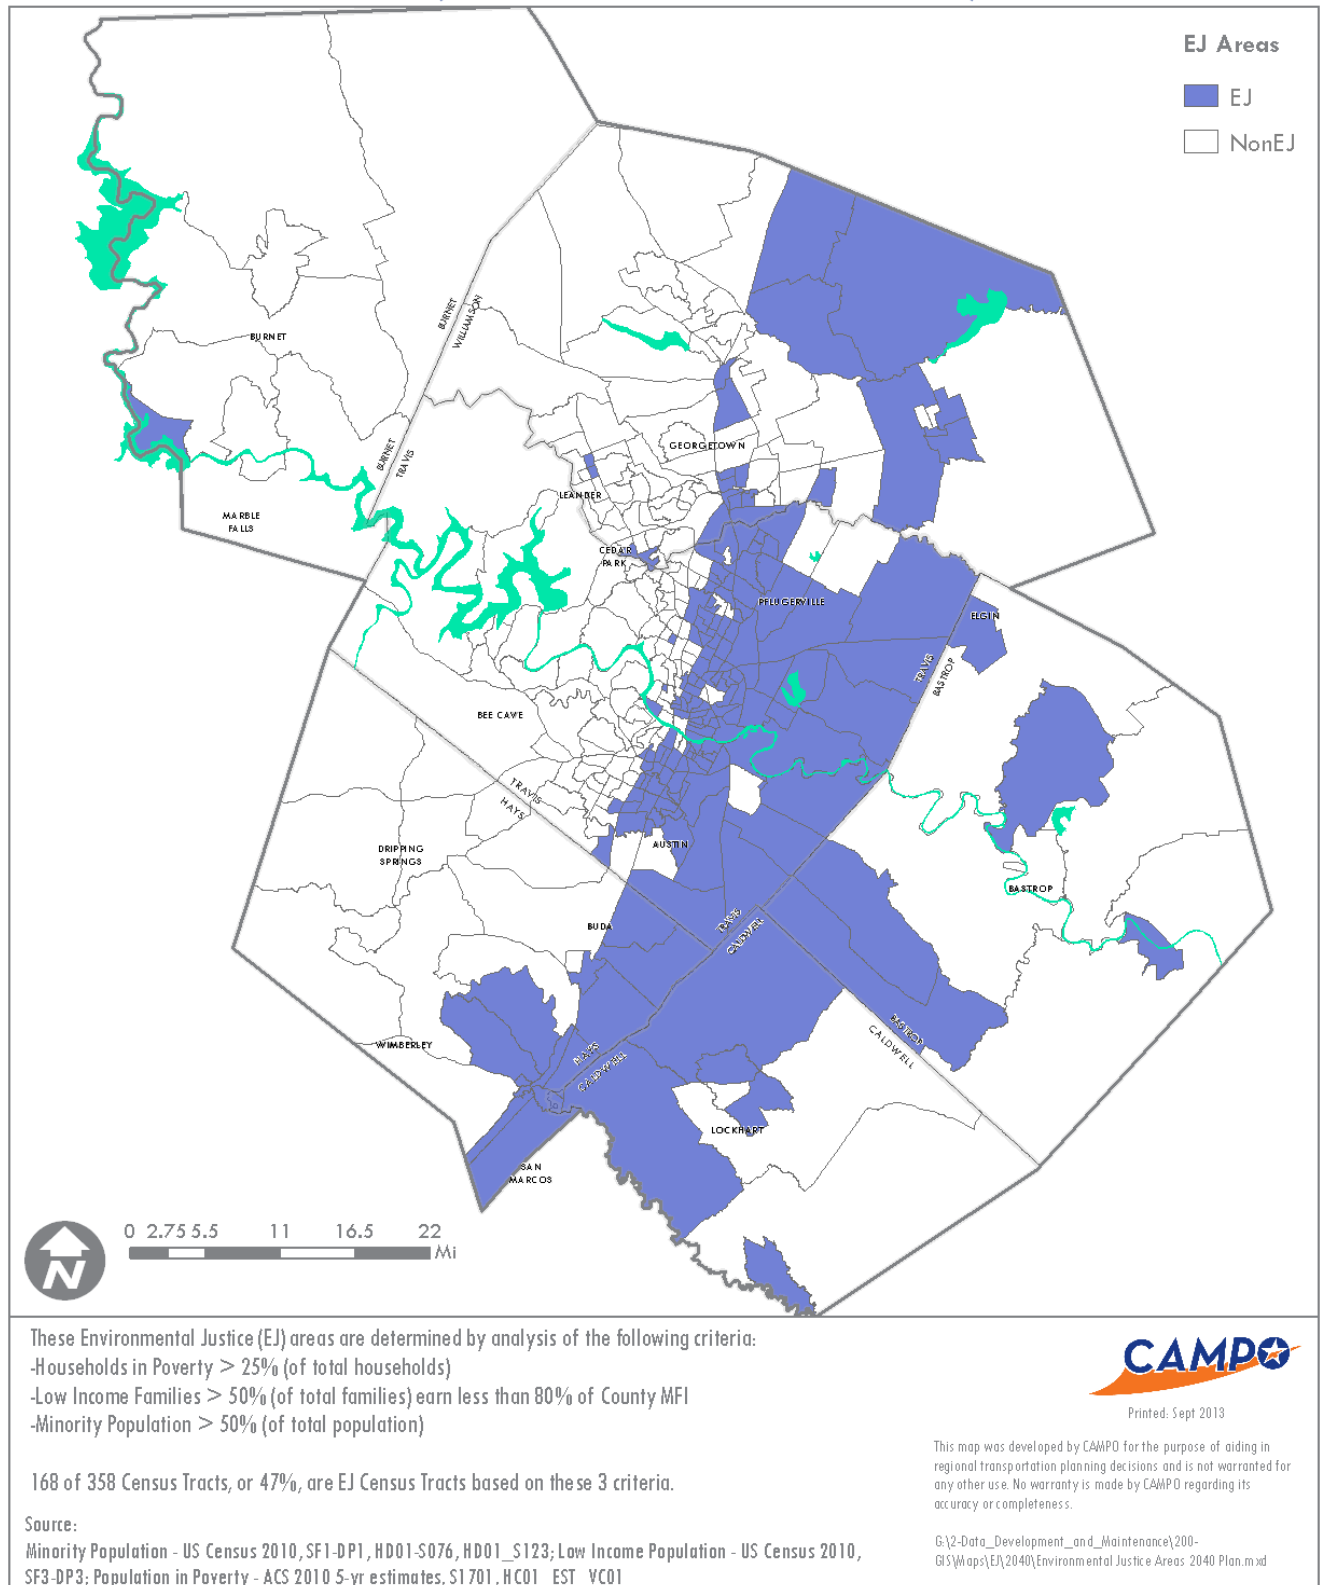 EJ Areas
EJ
NonEJ
BURNET
WILLIAMSON
BURNET
BURNET
TRAVIS
GEORGETOWN
LEANDER
MARBLE
FALLS
CEDAR
PARK
PFLUGERVILLE
ELGIN
TRAVIS
BASTROP
BEE CAVE
TRAVIS
HAYS
DRIPPING
SPRINGS
AUSTIN
BASTROP
BUDA
TRAVIS
CALDWELL
BASTROP
CALDWELL
WIMBERLEY
HAYS
CALDWELL
LOCKHART
SAN
MARCOS
0 2.75 5.5 11 16.5 22
Mi
N
These Environmental Justice (EJ) areas are determined by analysis of the following criteria:
-Households in Poverty > 25% (of total households)
-Low Income Families > 50% (of total families) earn less than 80% of County MFI
-Minority Population > 50% (of total population)
168 of 358 Census Tracts, or 47%, are EJ Census Tracts based on these 3 criteria.
Source:
Minority Population - US Census 2010, SF1-DP1, HD01-S076, HD01_S123; Low Income Population - US Census 2010,
SF3-DP3; Population in Poverty - ACS 2010 5-yr estimates, S1701, HC01_EST_VC01
CAMPO
Printed: Sept 2013
This map was developed by CAMPO for the purpose of aiding in
regional transportation planning decisions and is not warranted for
any other use. No warranty is made by CAMPO regarding its
accuracy or completeness.
G:\2-Data_Development_and_Maintenance\200-
GIS\Maps\EJ\2040\Environmental Justice Areas 2040 Plan.mxd